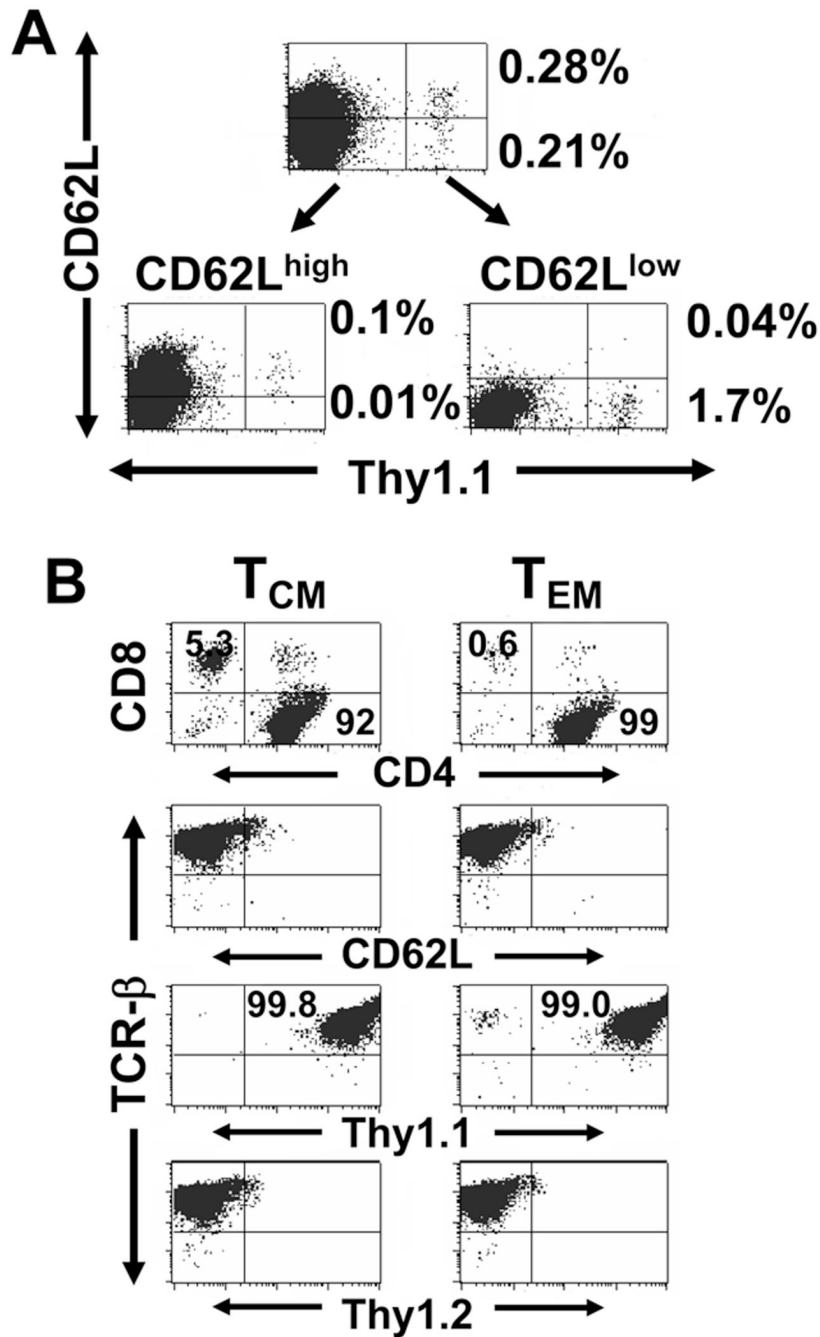 A
0.28%
0.21%
CD62L
CD62Lhigh
CD62Llow
0.1%
0.01%
0.04%
1.7%
Thy1.1
B
TCM
TEM
CD8
5.3
92
0.6
99
CD4
CD62L
TCR-β
99.8
99.0
Thy1.1
Thy1.2